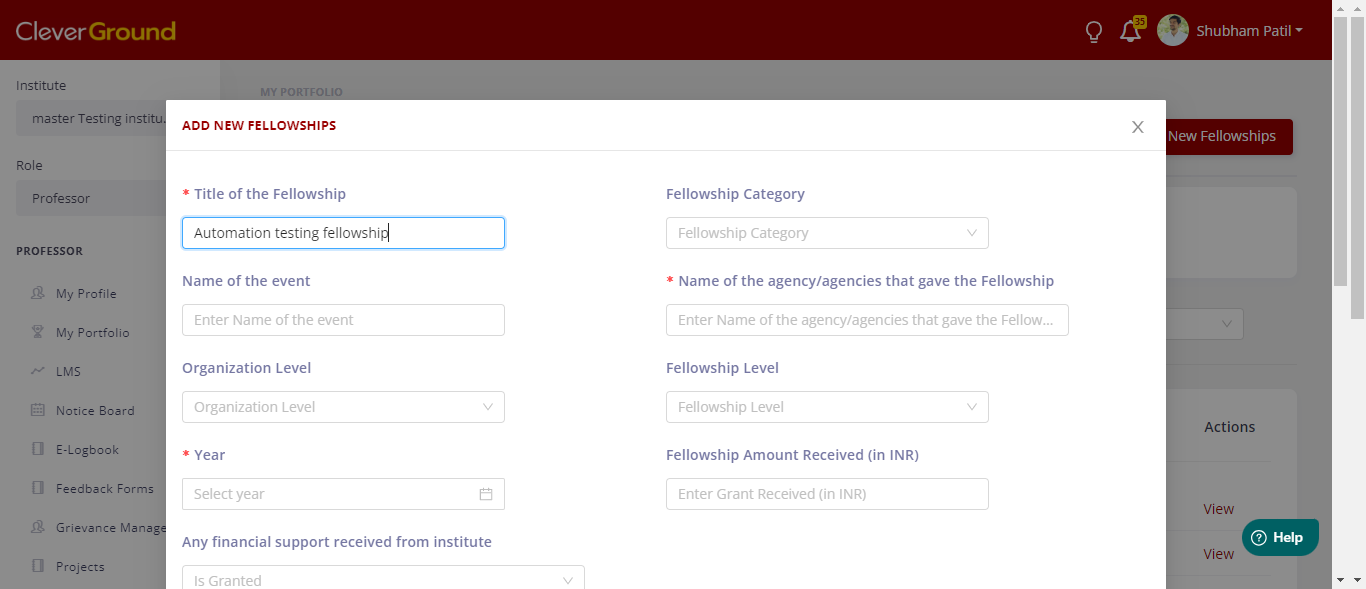 CleverGround
35
Shubham Patil
Institute
master Testing institu..
Role
Professor
PROFESSOR
My Profile
My Portfolio
LMS
Notice Board
E-Logbook
Feedback Forms
Grievance Manage
Projects
MY PORTFOLIO
New Fellowships
ADD NEW FELLOWSHIPS
* Title of the Fellowship
Automation testing fellowship
Fellowship Category
Fellowship Category
Name of the event
Enter Name of the event
* Name of the agency/agencies that gave the Fellowship
Enter Name of the agency/agencies that gave the Fellow...
Organization Level
Organization Level
Fellowship Level
Fellowship Level
* Year
Select year
Fellowship Amount Received (in INR)
Enter Grant Received (in INR)
Any financial support received from institute
Is Granted
Actions
View
View
Help